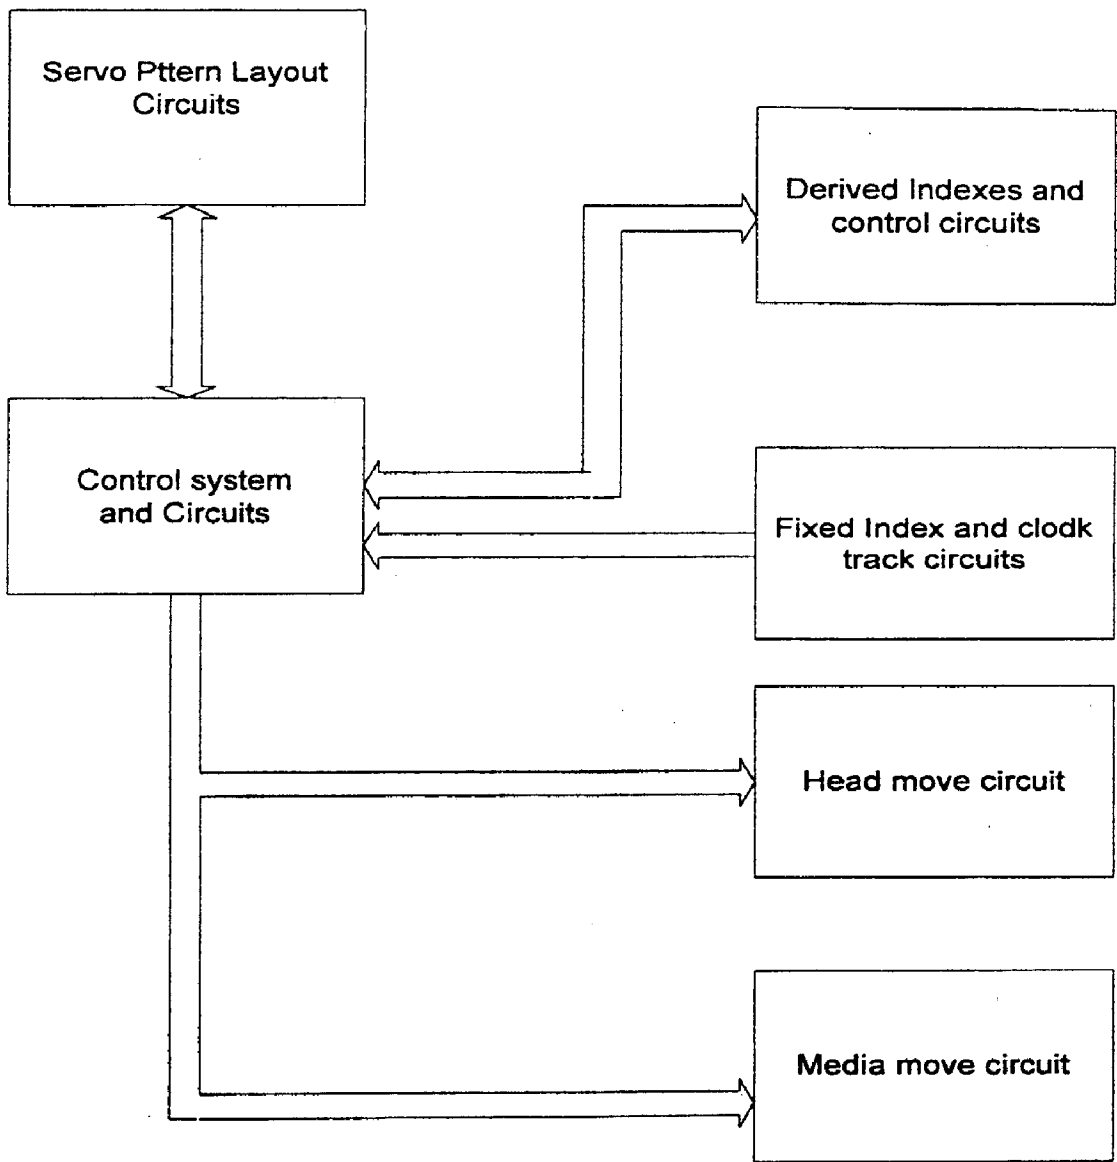 Servo Pttern Layout
Circuits
Derived Indexes and
control circuits
Control system
and Circuits
Fixed Index and clodk
track circuits
Head move circuit
Media move circuit